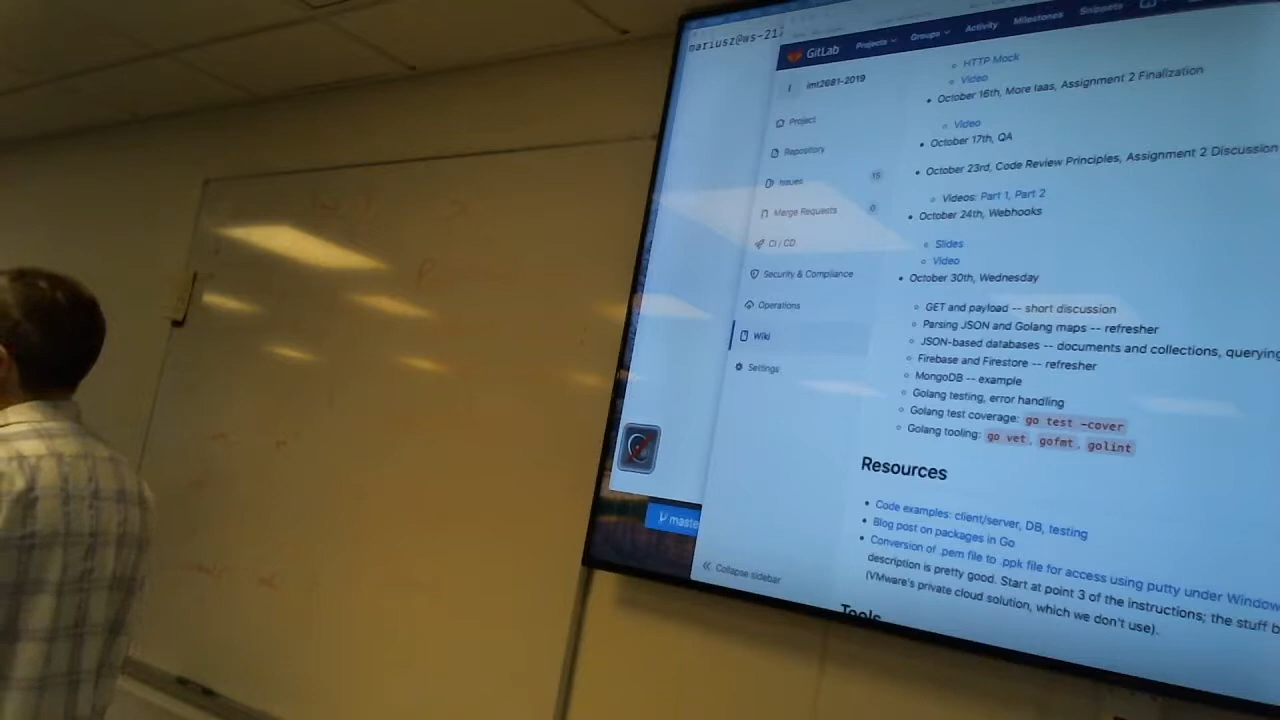 mariusz@ws-21
GitLab
Projects
Groups
Activity
Milestones
Snippets
imt2681-2019
Project
Repository
Issues
15
Merge Requests
0
CI / CD
Security & Compliance
Operations
Wiki
Settings
Collapse sidebar
HTTP Mock
Video
October 16th, More Iaas, Assignment 2 Finalization
Video
October 17th, QA
October 23rd, Code Review Principles, Assignment 2 Discussion
Videos: Part 1, Part 2
October 24th, Webhooks
Slides
Video
October 30th, Wednesday
GET and payload -- short discussion
Parsing JSON and Golang maps -- refresher
JSON-based databases -- documents and collections, querying
Firebase and Firestore -- refresher
MongoDB -- example
Golang testing, error handling
Golang test coverage: go test -cover
Golang tooling: go vet, gofmt, golint
Resources
Code examples: client/server, DB, testing
Blog post on packages in Go
Conversion of .pem file to .ppk file for access using putty under Window
description is pretty good. Start at point 3 of the instructions; the stuff b
(VMware's private cloud solution, which we don't use).
Tools
maste